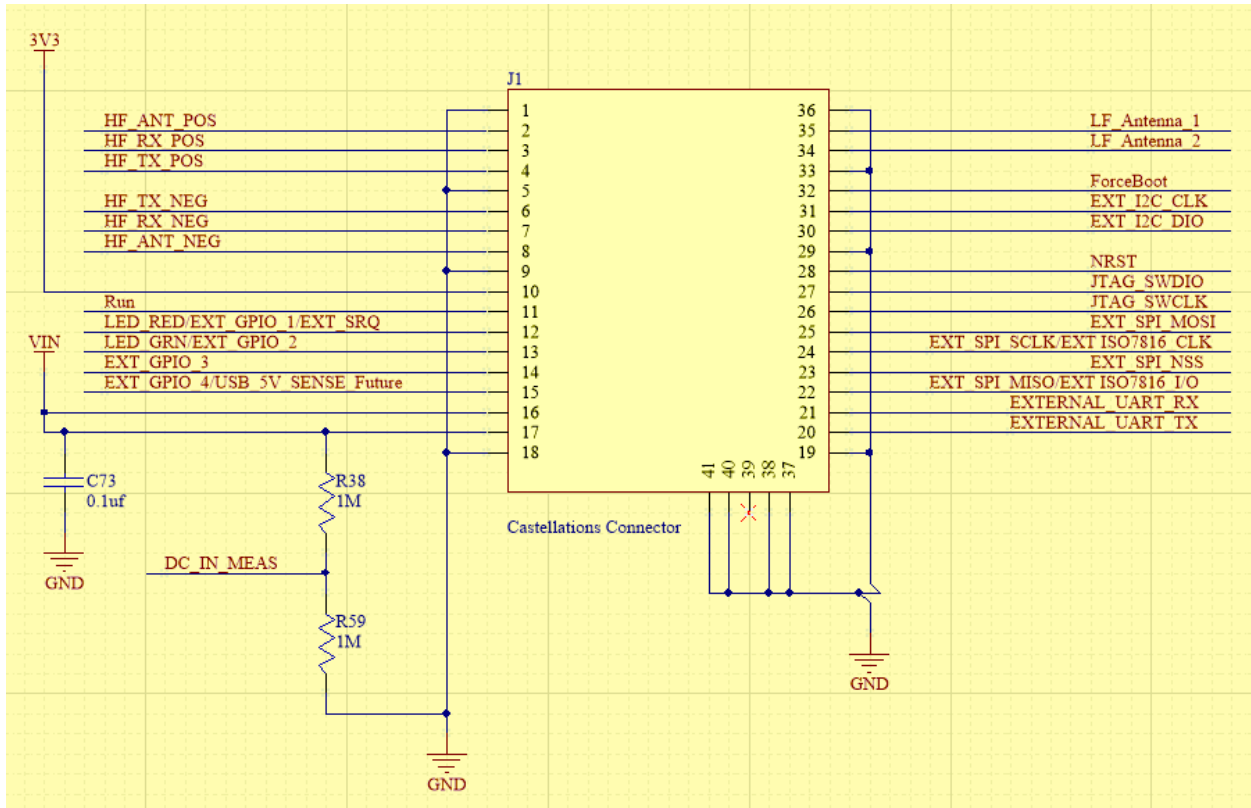 3V3
J1
HF_ANT_POS
HF_RX_POS
HF_TX_POS
HF_TX_NEG
HF_RX_NEG
HF_ANT_NEG
Run
LED_RED/EXT_GPIO_1/EXT_SRQ
LED_GRN/EXT_GPIO_2
EXT_GPIO_3
EXT_GPIO_4/USB_5V_SENSE_Future
VIN
1
2
3
4
5
6
7
8
9
10
11
12
13
14
15
16
17
18
36
35
34
33
32
31
30
29
28
27
26
25
24
23
22
21
20
19
41 40 39 38 37
LF_Antenna_1
LF_Antenna_2
ForceBoot
EXT_I2C_CLK
EXT_I2C_DIO
NRST
JTAG_SWDIO
JTAG_SWCLK
EXT_SPI_MOSI
EXT_SPI_SCLK/EXT ISO7816_CLK
EXT_SPI_NSS
EXT_SPI_MISO/EXT ISO7816_I/O
EXTERNAL_UART_RX
EXTERNAL_UART_TX
Castellations Connector
C73
0.1uf
GND
R38
1M
DC_IN_MEAS
R59
1M
GND
GND